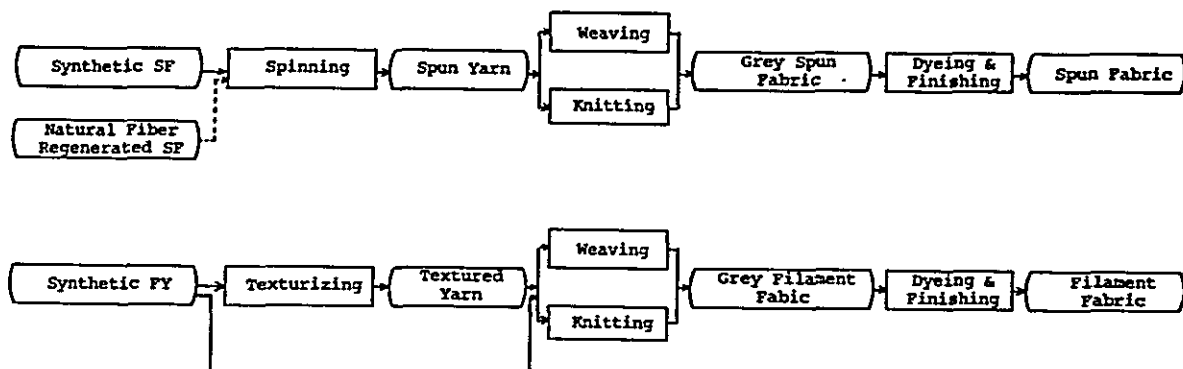 Weaving
Synthetic SF
Spinning
Spun Yarn
Grey Spun
Fabric
Dyeing &
Finishing
Spun Fabric
Knitting
Natural Fiber
Regenerated SF
Weaving
Synthetic FY
Texturizing
Textured
Yarn
Grey Filament
Fabic
Dyeing &
Finishing
Filament
Fabric
Knitting